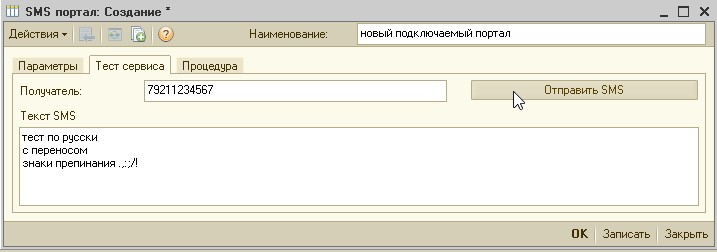 SMS портал: Создание *
Действия
Наименование: новый подключаемый портал
Параметры Тест сервиса Процедура
Получатель: 79211234567 Отправить SMS
Текст SMS
тест по русски
с переносом
знаки препинания .,:;/!
OK Записать Закрыть